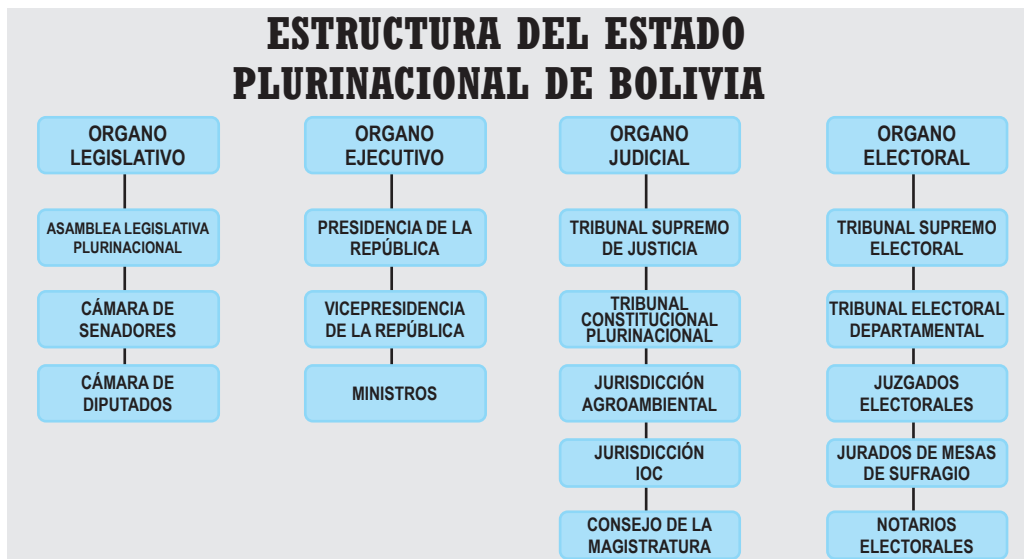 ESTRUCTURA DEL ESTADO
PLURINACIONAL DE BOLIVIA
ORGANO
LEGISLATIVO
ASAMBLEA LEGISLATIVA
PLURINACIONAL
CÁMARA DE
SENADORES
CÁMARA DE
DIPUTADOS
ORGANO
EJECUTIVO
PRESIDENCIA DE LA
REPÚBLICA
VICEPRESIDENCIA
DE LA REPÚBLICA
MINISTROS
ORGANO
JUDICIAL
TRIBUNAL SUPREMO
DE JUSTICIA
TRIBUNAL
CONSTITUCIONAL
PLURINACIONAL
JURISDICCIÓN
AGROAMBIENTAL
JURISDICCIÓN
IOC
CONSEJO DE LA
MAGISTRATURA
ORGANO
ELECTORAL
TRIBUNAL SUPREMO
ELECTORAL
TRIBUNAL ELECTORAL
DEPARTAMENTAL
JUZGADOS
ELECTORALES
JURADOS DE MESAS
DE SUFRAGIO
NOTARIOS
ELECTORALES